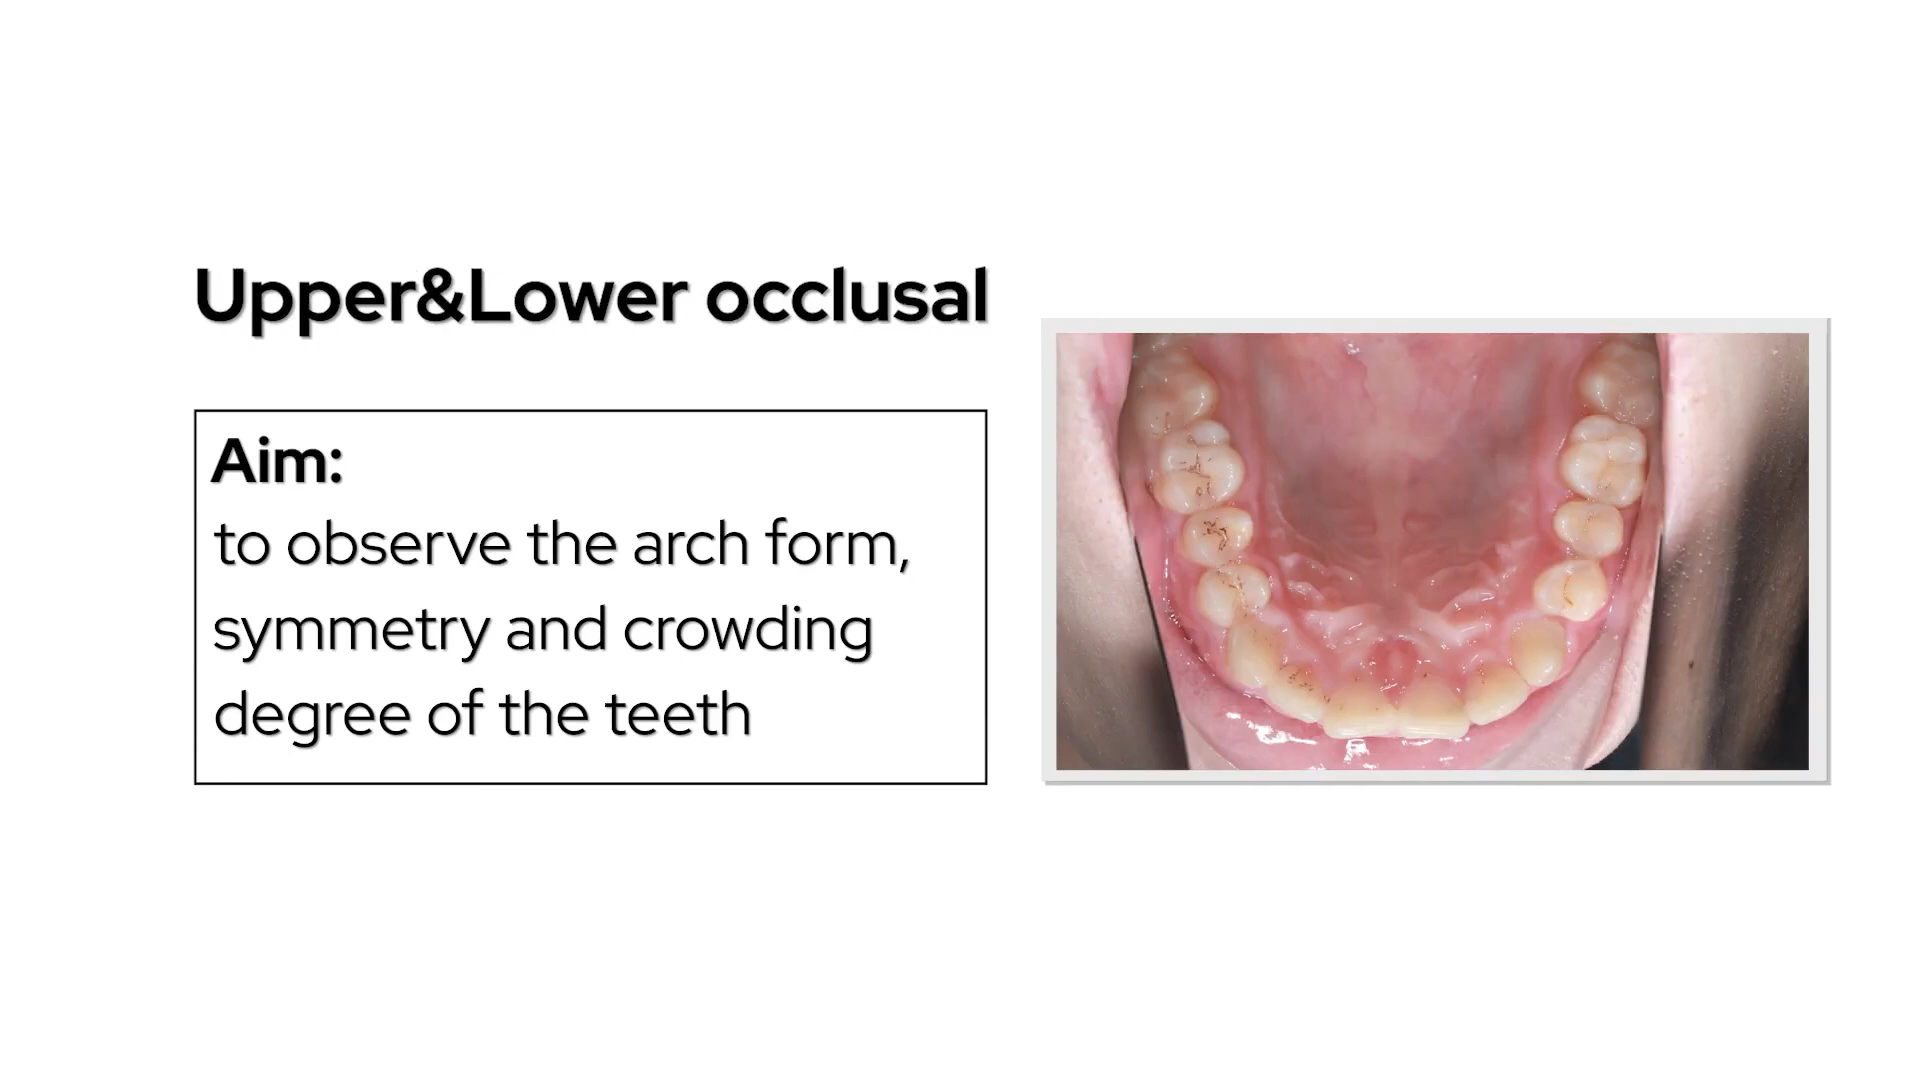 Upper&Lower occlusal
Aim:
to observe the arch form,
symmetry and crowding
degree of the teeth